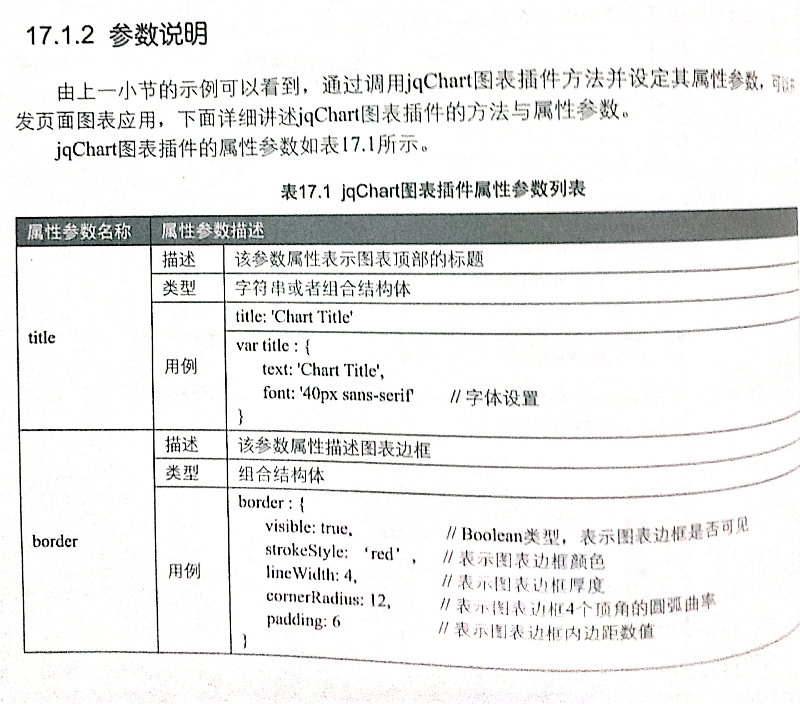 17.1.2 参数说明
由上一小节的示例可以看到，通过调用jqChart图表插件方法并设定其属性参数，可以
发页面图表应用，下面详细讲述jqChart图表插件的方法与属性参数。
jqChart图表插件的属性参数如表17.1所示。
表17.1 jqChart图表插件属性参数列表
属性参数名称 属性参数描述
title
描述 该参数属性表示图表顶部的标题
类型 字符串或者组合结构体
用例
title: 'Chart Title'
var title : {
text: 'Chart Title',
font: '40px sans-serif' // 字体设置
}
border
描述 该参数属性描述图表边框
类型 组合结构体
用例
border : {
visible: true, // Boolean类型，表示图表边框是否可见
strokeStyle: 'red', // 表示图表边框颜色
lineWidth: 4, // 表示图表边框厚度
cornerRadius: 12, // 表示图表边框4个顶角的圆弧曲率
padding: 6 // 表示图表边框内边距数值
}